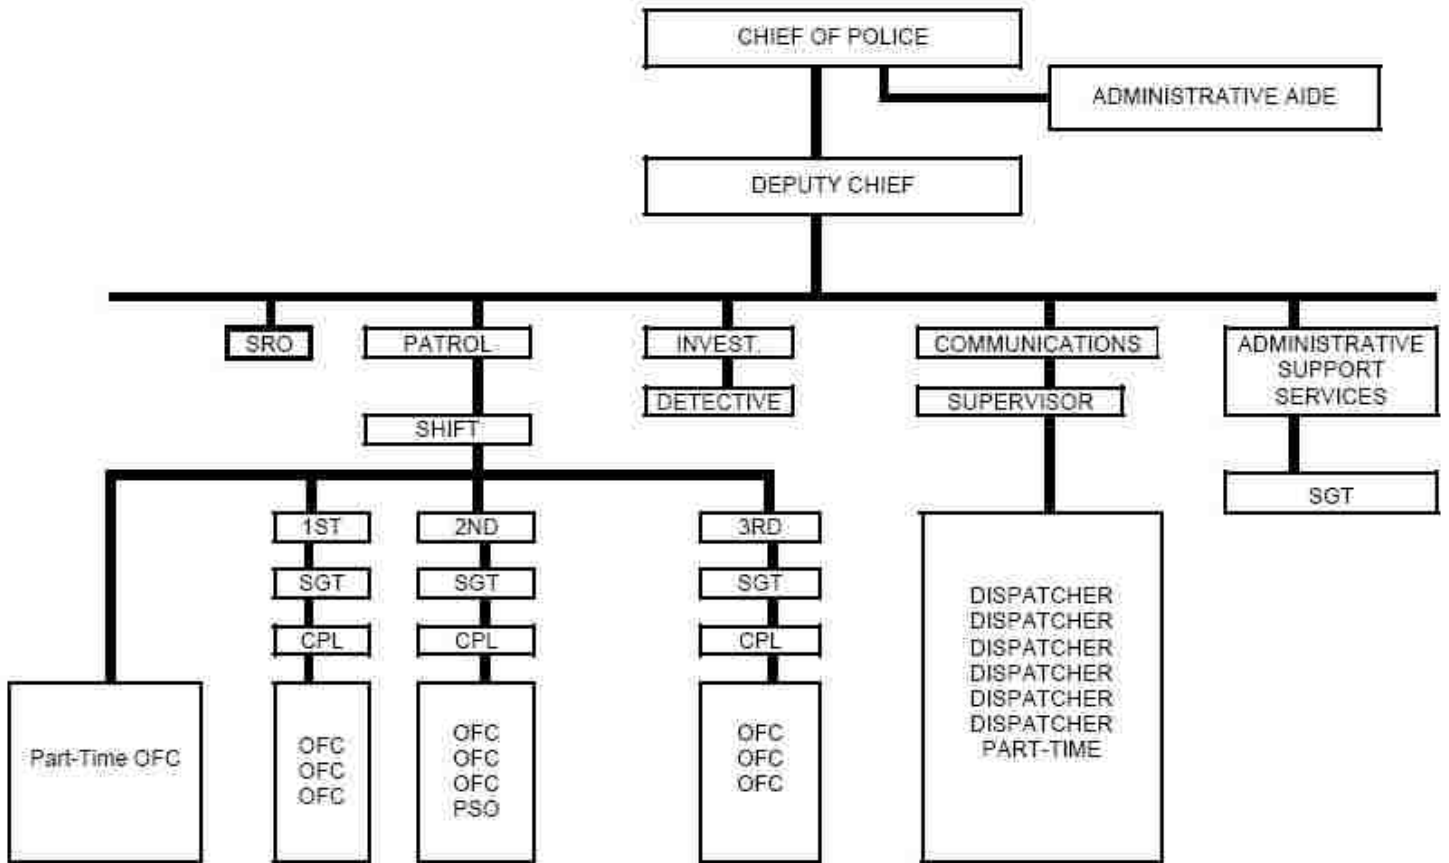 CHIEF OF POLICE
ADMINISTRATIVE AIDE
DEPUTY CHIEF
SRO
PATROL
INVEST.
COMMUNICATIONS
ADMINISTRATIVE
SUPPORT
SERVICES
DETECTIVE
SUPERVISOR
SHIFT
SGT
1ST
2ND
3RD
SGT
SGT
SGT
CPL
CPL
CPL
Part-Time OFC
OFC
OFC
OFC
OFC
OFC
OFC
PSO
OFC
OFC
OFC
DISPATCHER
DISPATCHER
DISPATCHER
DISPATCHER
DISPATCHER
DISPATCHER
PART-TIME